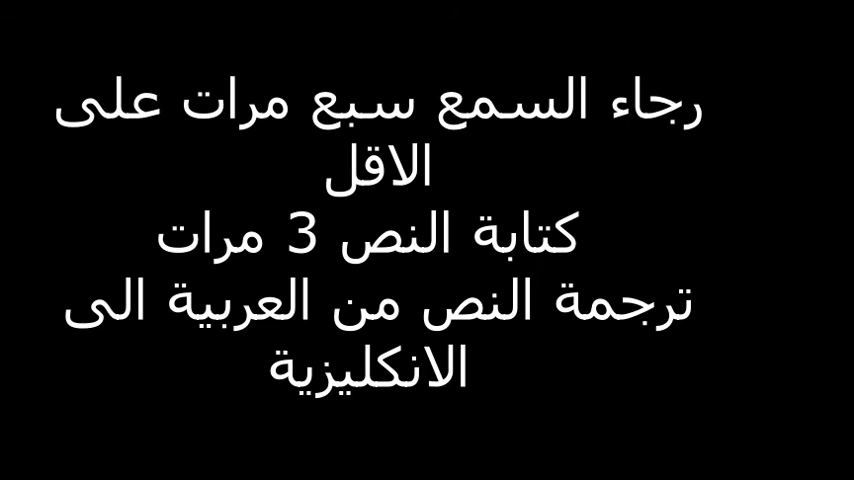 رجاء السمع سبع مرات على
الاقل
كتابة النص 3 مرات
ترجمة النص من العربية الى
الانكليزية